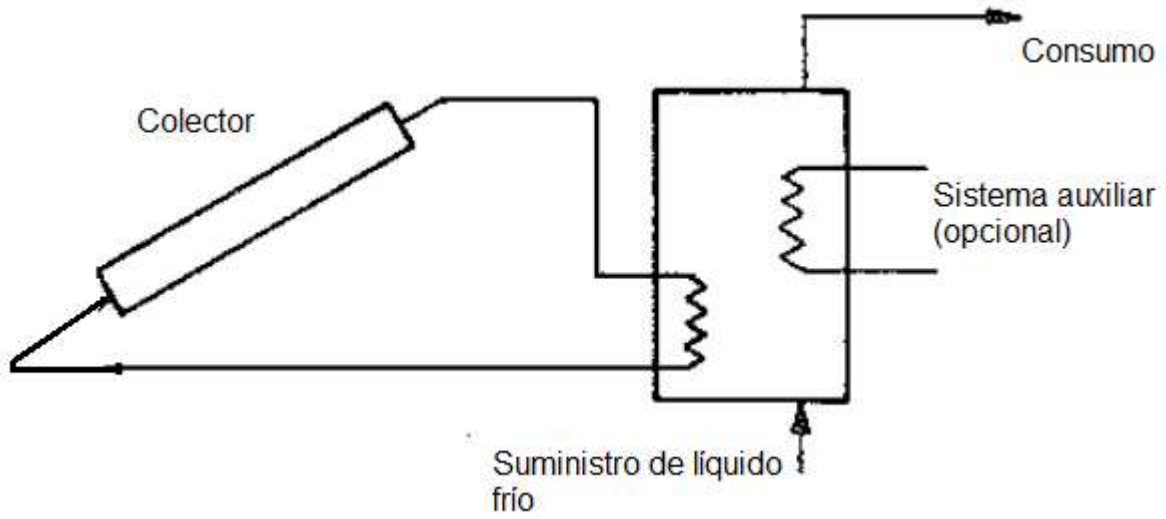 Consumo
Colector
Sistema auxiliar
(opcional)
Suministro de líquido
frío